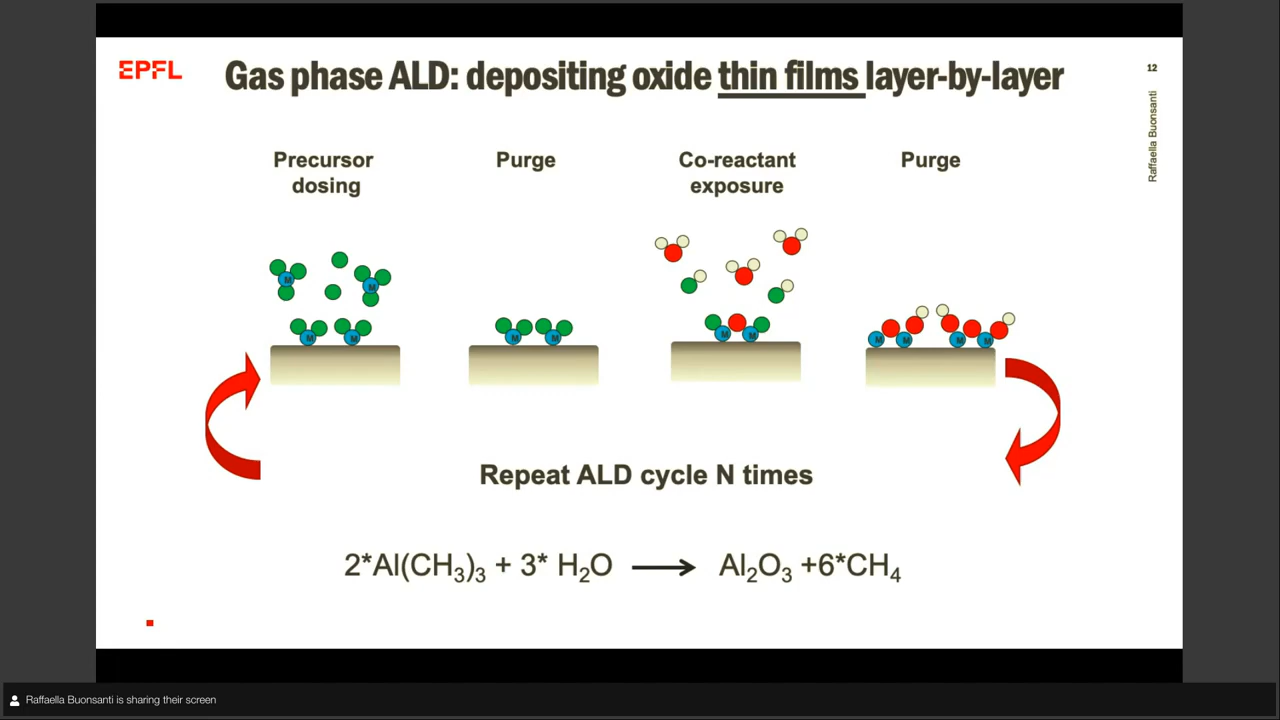 EPFL
Gas phase ALD: depositing oxide thin films layer-by-layer
12
Raffaella Buonsanti
Precursor
dosing
Purge
Co-reactant
exposure
Purge
M
M
M
M
M
M
M
M
M
M
M
M
Repeat ALD cycle N times
2*Al(CH₃)₃ + 3* H₂O ⟶ Al₂O₃ +6*CH₄
Raffaella Buonsanti is sharing their screen